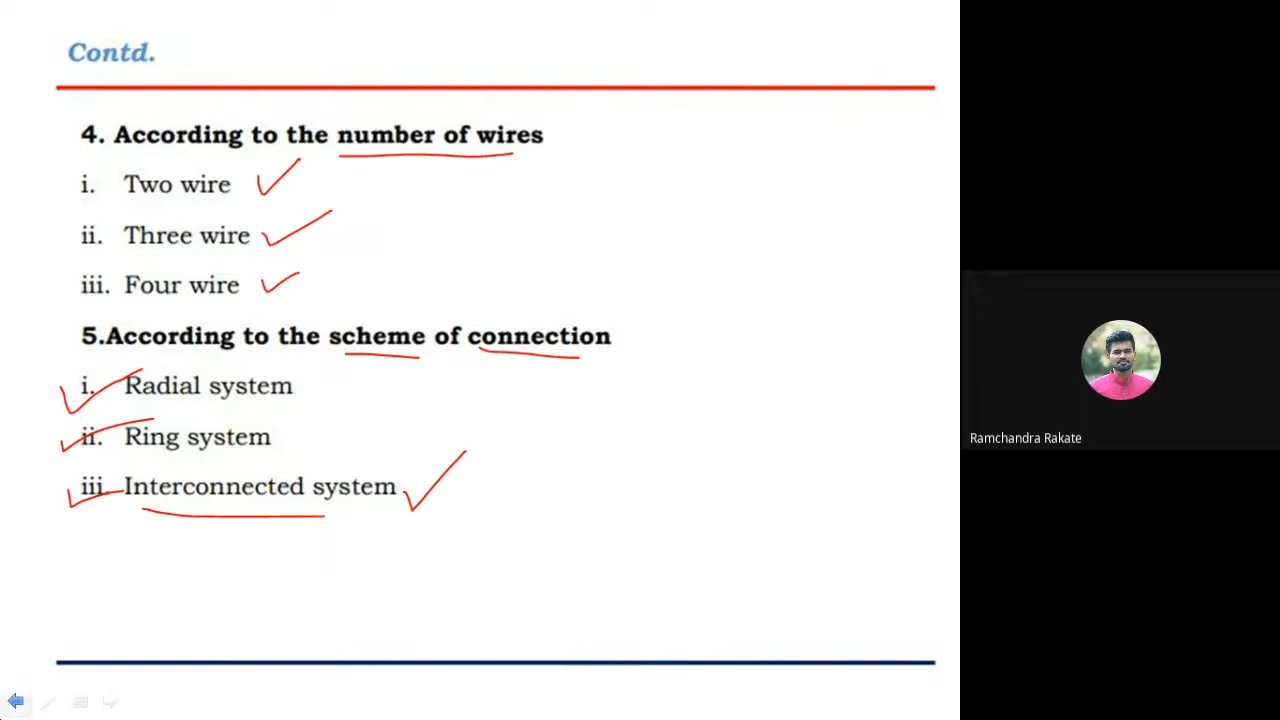 Contd.
4. According to the number of wires
i. Two wire
ii. Three wire
iii. Four wire
5.According to the scheme of connection
i. Radial system
ii. Ring system
iii. Interconnected system
Ramchandra Rakate